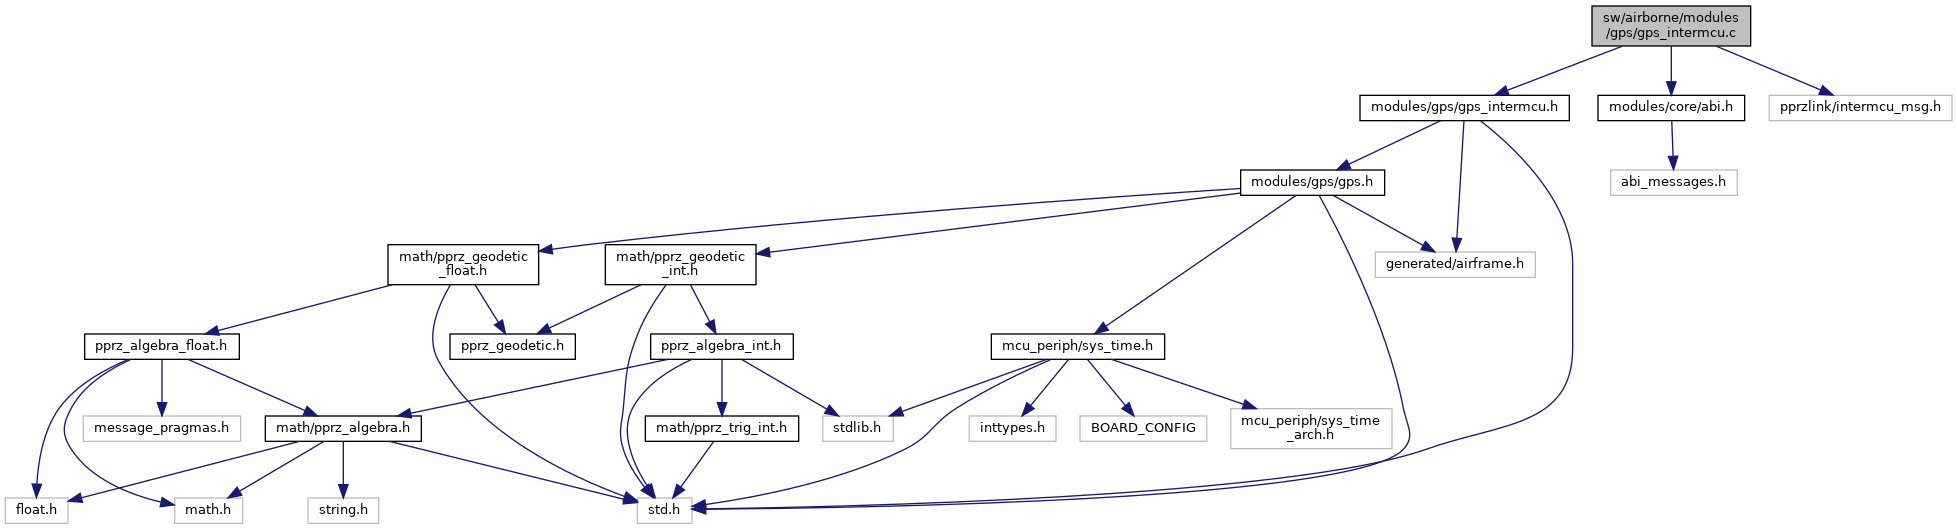 sw/airborne/modules
/gps/gps_intermcu.c
modules/gps/gps_intermcu.h
modules/core/abi.h
pprzlink/intermcu_msg.h
modules/gps/gps.h
abi_messages.h
math/pprz_geodetic
_float.h
math/pprz_geodetic
_int.h
generated/airframe.h
pprz_algebra_float.h
pprz_geodetic.h
pprz_algebra_int.h
mcu_periph/sys_time.h
message_pragmas.h
math/pprz_algebra.h
math/pprz_trig_int.h
stdlib.h
inttypes.h
BOARD_CONFIG
mcu_periph/sys_time
_arch.h
float.h
math.h
string.h
std.h